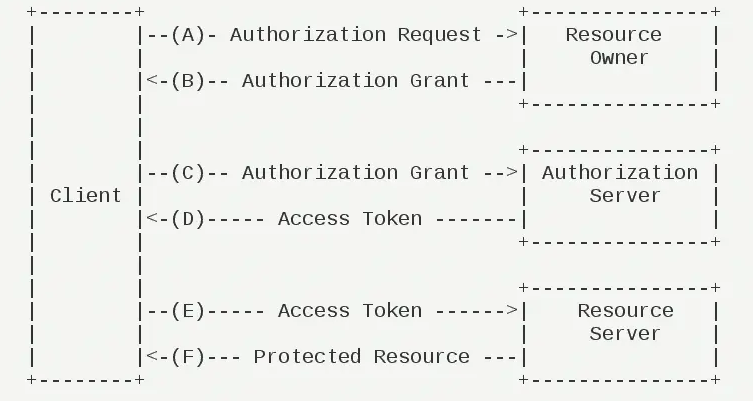 +--------+                               +---------------+
|        |--(A)- Authorization Request ->|   Resource    |
|        |                               |     Owner     |
|        |<-(B)-- Authorization Grant ---|               |
|        |                               +---------------+
|        |
|        |                               +---------------+
|        |--(C)-- Authorization Grant -->| Authorization |
| Client |                               |     Server    |
|        |<-(D)----- Access Token -------|               |
|        |                               +---------------+
|        |
|        |                               +---------------+
|        |--(E)----- Access Token ------>|    Resource   |
|        |                               |     Server    |
|        |<-(F)--- Protected Resource ---|               |
+--------+                               +---------------+